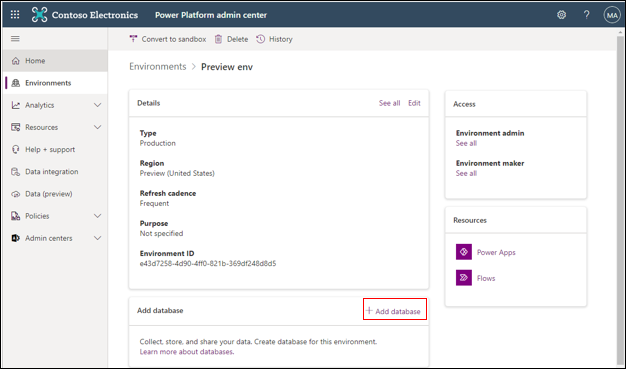 Contoso Electronics Power Platform admin center MA
Convert to sandbox Delete History
Home
Environments
Analytics
Resources
Help + support
Data integration
Data (preview)
Policies
Admin centers
Environments > Preview env
Details See all Edit
Type
Production
Region
Preview (United States)
Refresh cadence
Frequent
Purpose
Not specified
Environment ID
e43d7258-4d90-4ff0-821b-369df248d8d5
Add database + Add database
Collect, store, and share your data. Create database for this environment.
Learn more about databases.
Access
Environment admin
See all
Environment maker
See all
Resources
Power Apps
Flows